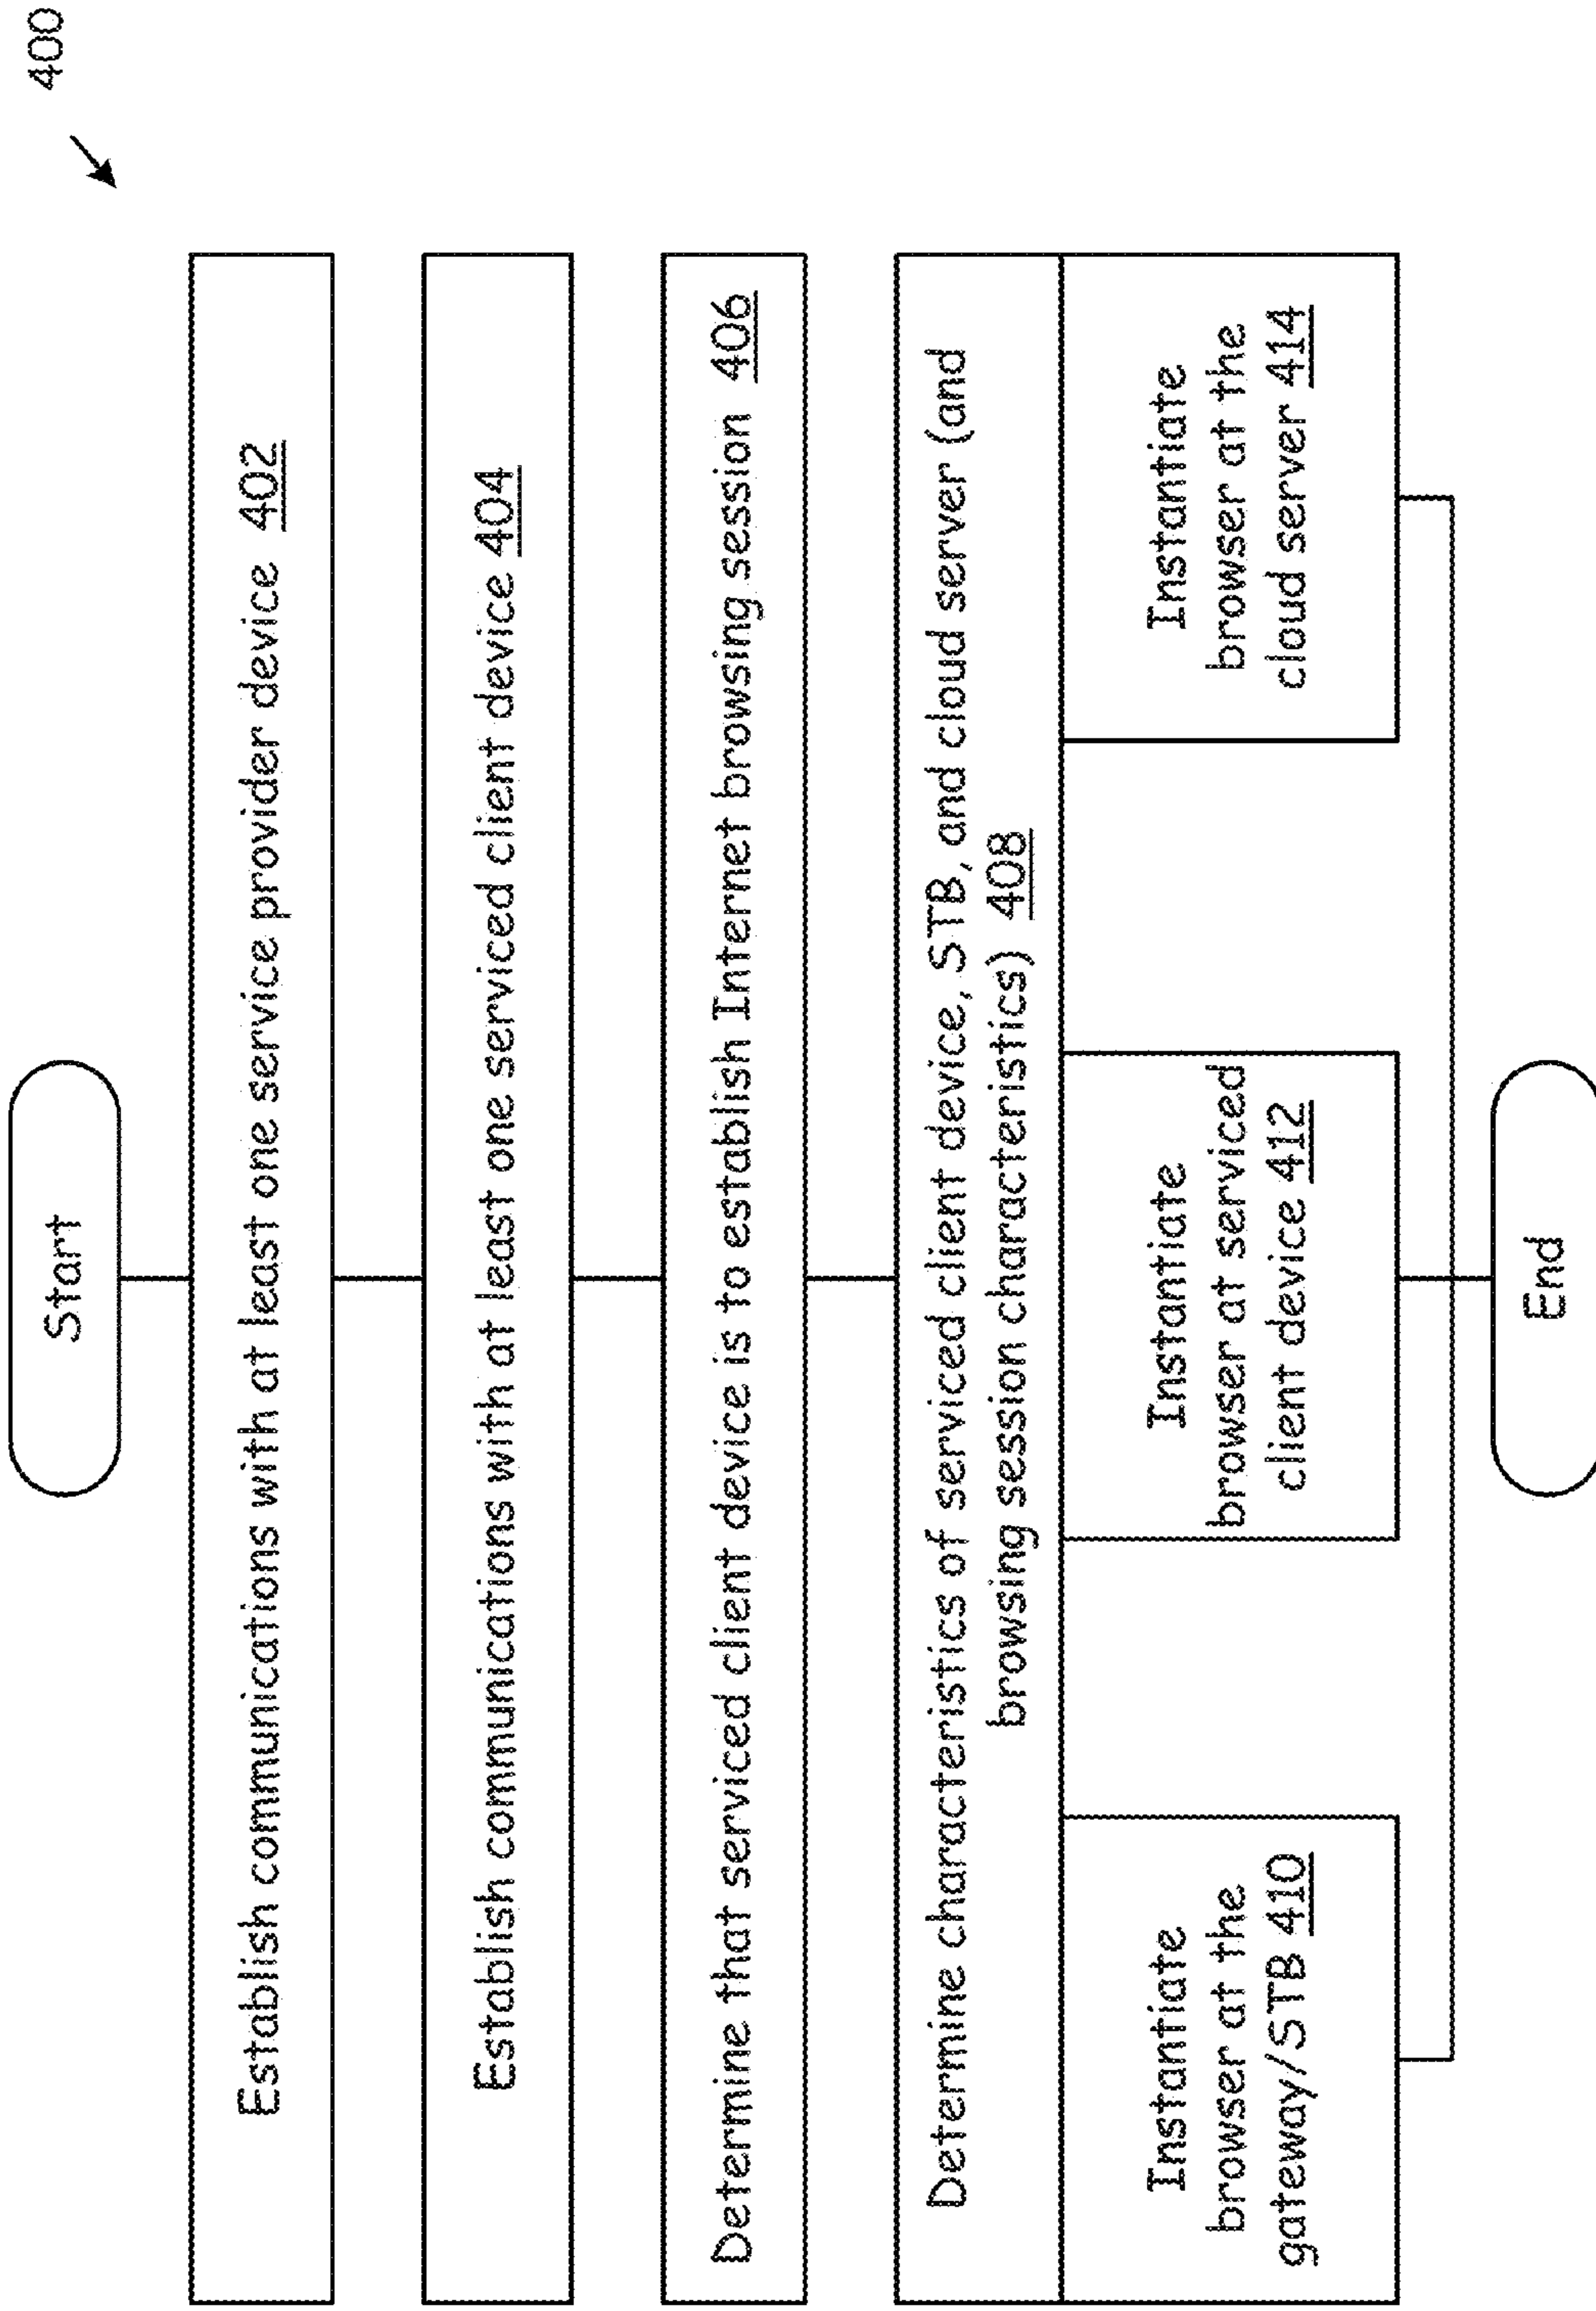 400
Start
Establish communications with at least one service provider device 402
Establish communications with at least one serviced client device 404
Determine that serviced client device is to establish Internet browsing session 406
Determine characteristics of serviced client device, STB, and cloud server (and
browsing session characteristics) 408
Instantiate
browser at the
gateway/STB 410
Instantiate
browser at serviced
client device 412
Instantiate
browser at the
cloud server 414
End